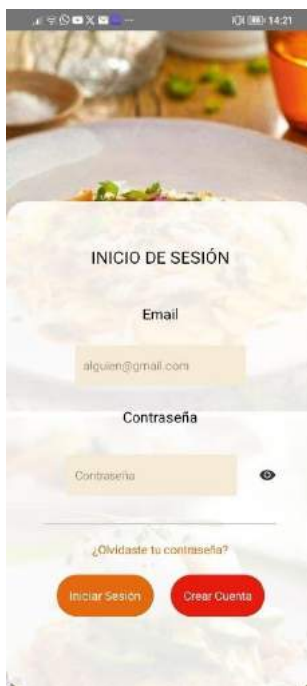 14:21
INICIO DE SESIÓN
Email
alguien@gmail.com
Contraseña
Contraseña
¿Olvidaste tu contraseña?
Iniciar Sesión
Crear Cuenta